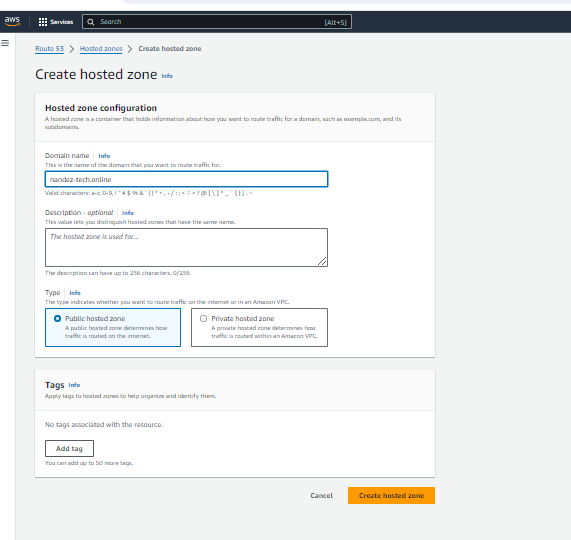 aws
Services
Search
[Alt+S]
Route 53 > Hosted zones > Create hosted zone
Create hosted zone Info
Hosted zone configuration
A hosted zone is a container that holds information about how you want to route traffic for a domain, such as example.com, and its
subdomains.
Domain name | Info
This is the name of the domain that you want to route traffic for.
nandez-tech.online
Valid characters: a-z, 0-9, ! " # $ % & ' ( ) * + , - / : ; < = > ? @ [ \ ] ^ _ ` { | } . ~
Description - optional | Info
This value lets you distinguish hosted zones that have the same name.
The hosted zone is used for...
The description can have up to 256 characters. 0/256
Type | Info
The type indicates whether you want to route traffic on the internet or in an Amazon VPC.
Public hosted zone
A public hosted zone determines how
traffic is routed on the internet.
Private hosted zone
A private hosted zone determines how
traffic is routed within an Amazon VPC.
Tags Info
Apply tags to hosted zones to help organize and identify them.
No tags associated with the resource.
Add tag
You can add up to 50 more tags.
Cancel
Create hosted zone